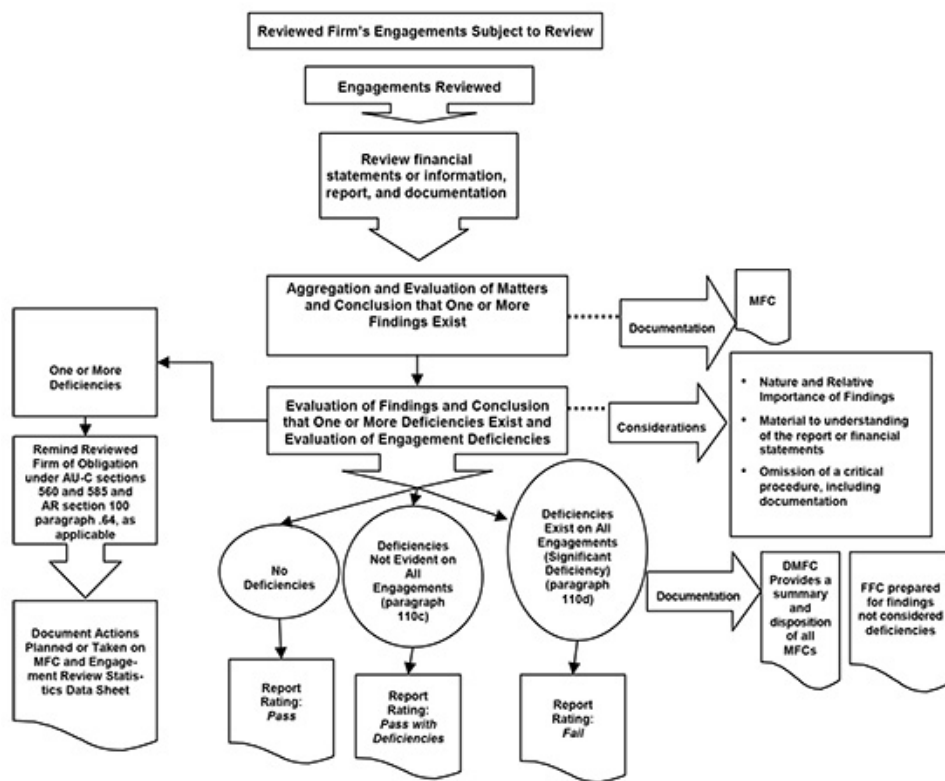 Reviewed Firm's Engagements Subject to Review
Engagements Reviewed
Review financial
statements or information,
report, and documentation
Aggregation and Evaluation of Matters
and Conclusion that One or More
Findings Exist
Documentation
MFC
One or More
Deficiencies
Evaluation of Findings and Conclusion
that One or More Deficiencies Exist and
Evaluation of Engagement Deficiencies
Considerations
• Nature and Relative
Importance of Findings
• Material to understanding
of the report or financial
statements
• Omission of a critical
procedure, including
documentation
Remind Reviewed
Firm of Obligation
under AU-C sections
560 and 585 and
AR section 100
paragraph .64, as
applicable
No
Deficiencies
Deficiencies
Not Evident on
All
Engagements
(paragraph
110c)
Deficiencies
Exist on All
Engagements
(Significant
Deficiency)
(paragraph
110d)
Documentation
DMFC
Provides a
summary
and
disposition
of all
MFCs
FFC prepared
for findings
not considered
deficiencies
Document Actions
Planned or Taken on
MFC and Engage-
ment Review Statis-
tics Data Sheet
Report
Rating:
Pass
Report
Rating:
Pass with
Deficiencies
Report
Rating:
Fail